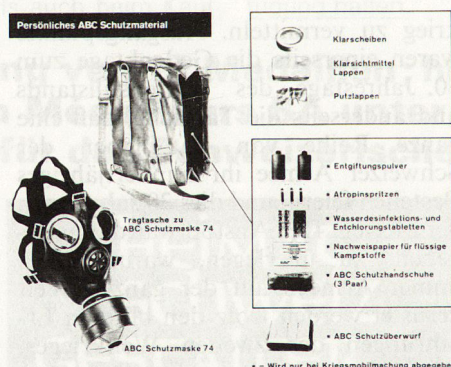 Persönliches ABC Schutzmaterial
Tragtasche zu
ABC Schutzmaske 74
ABC Schutzmaske 74
Klarscheiben
Klarsichtmittel
Lappen
Putzlappen
• Entgiftungspulver
• Atropinspritzen
• Wasserdesinfektions- und
Entchlorungstabletten
• Nachweispapier für flüssige
Kampfstoffe
• ABC Schutzhandschuhe
(3 Paar)
• ABC Schutzüberwurf
• = Wird nur bei Kriegsmobilmachung abgegeben